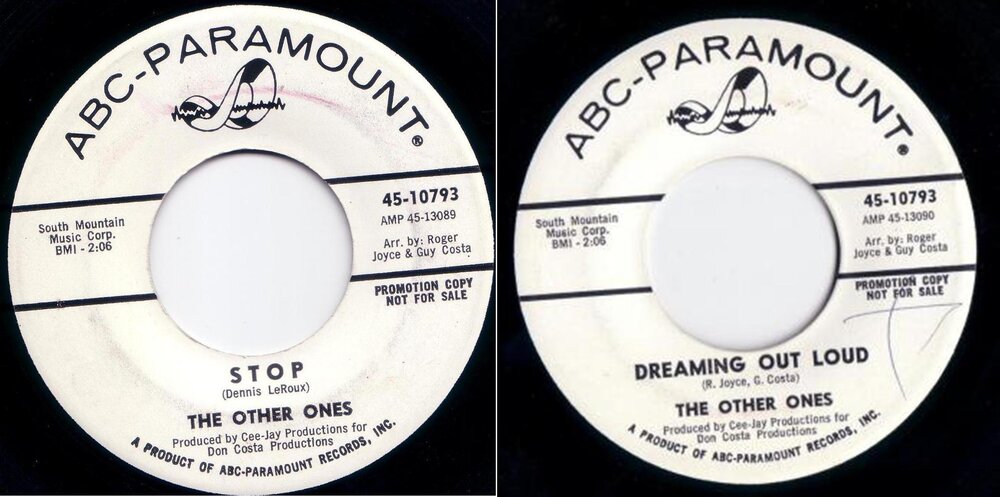 ABC-PARAMOUNT®
45-10793
AMP 45-13089
South Mountain
Music Corp.
BMI - 2:06
Arr. by: Roger
Joyce & Guy Costa
PROMOTION COPY
NOT FOR SALE
STOP
(Dennis LeRoux)
THE OTHER ONES
Produced by Cee-Jay Productions for
Don Costa Productions
A PRODUCT OF ABC-PARAMOUNT RECORDS, INC.
ABC-PARAMOUNT®
45-10793
AMP 45-13090
South Mountain
Music Corp.
BMI - 2:06
Arr. by: Roger
Joyce & Guy Costa
PROMOTION COPY
NOT FOR SALE
DREAMING OUT LOUD
(R. Joyce, G. Costa)
THE OTHER ONES
Produced by Cee-Jay Productions for
Don Costa Productions
A PRODUCT OF ABC-PARAMOUNT RECORDS, INC.